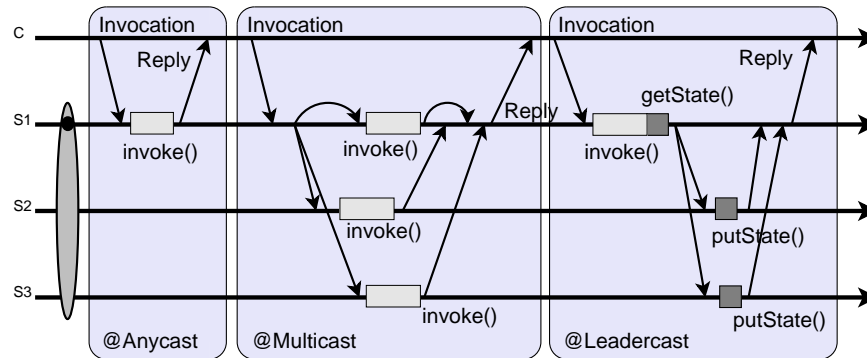 Invocation
Invocation
Invocation
C
Reply
Reply
getState()
S1
Reply
invoke()
invoke()
invoke()
S2
invoke()
putState()
S3
invoke()
putState()
@Anycast
@Multicast
@Leadercast